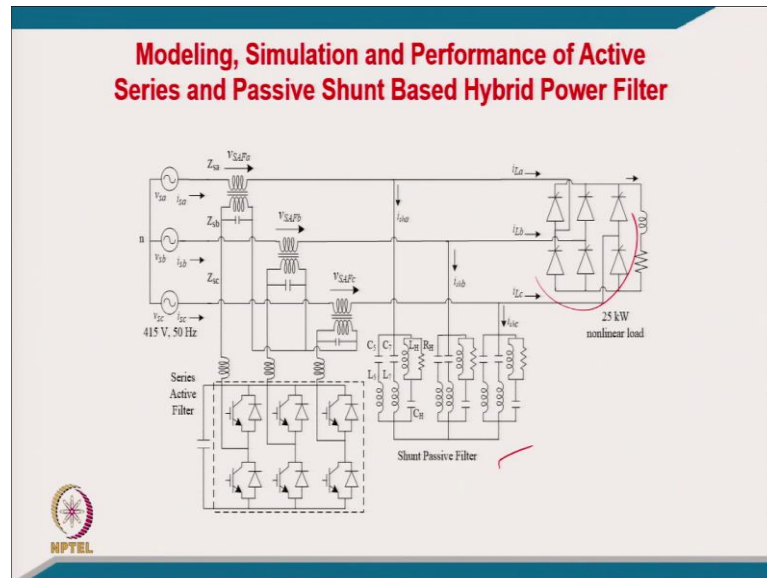 Modeling, Simulation and Performance of Active
Series and Passive Shunt Based Hybrid Power Filter
Zsa
vSAFa
iLa
vsa
isa
Zsb
vSAFb
isha
iLb
n
vsb
isb
Zsc
vSAFc
ishb
iLc
vsc
isc
415 V, 50 Hz
ishc
25 kW
nonlinear load
C5
C7
LH
RH
L5
L7
CH
Series
Active
Filter
Shunt Passive Filter
NPTEL